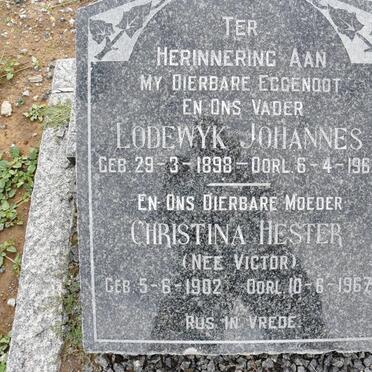 TER
HERINNERING AAN
MY DIERBARE EGGENOOT
EN ONS VADER
LODEWYK JOHANNES
GEB. 29-3-1898 - OORL. 6-4-196
EN ONS DIERBARE MOEDER
CHRISTINA HESTER
(NEE VICTOR)
GEB. 5-6-1902 OORL. 10-6-1967
RUS IN VREDE.